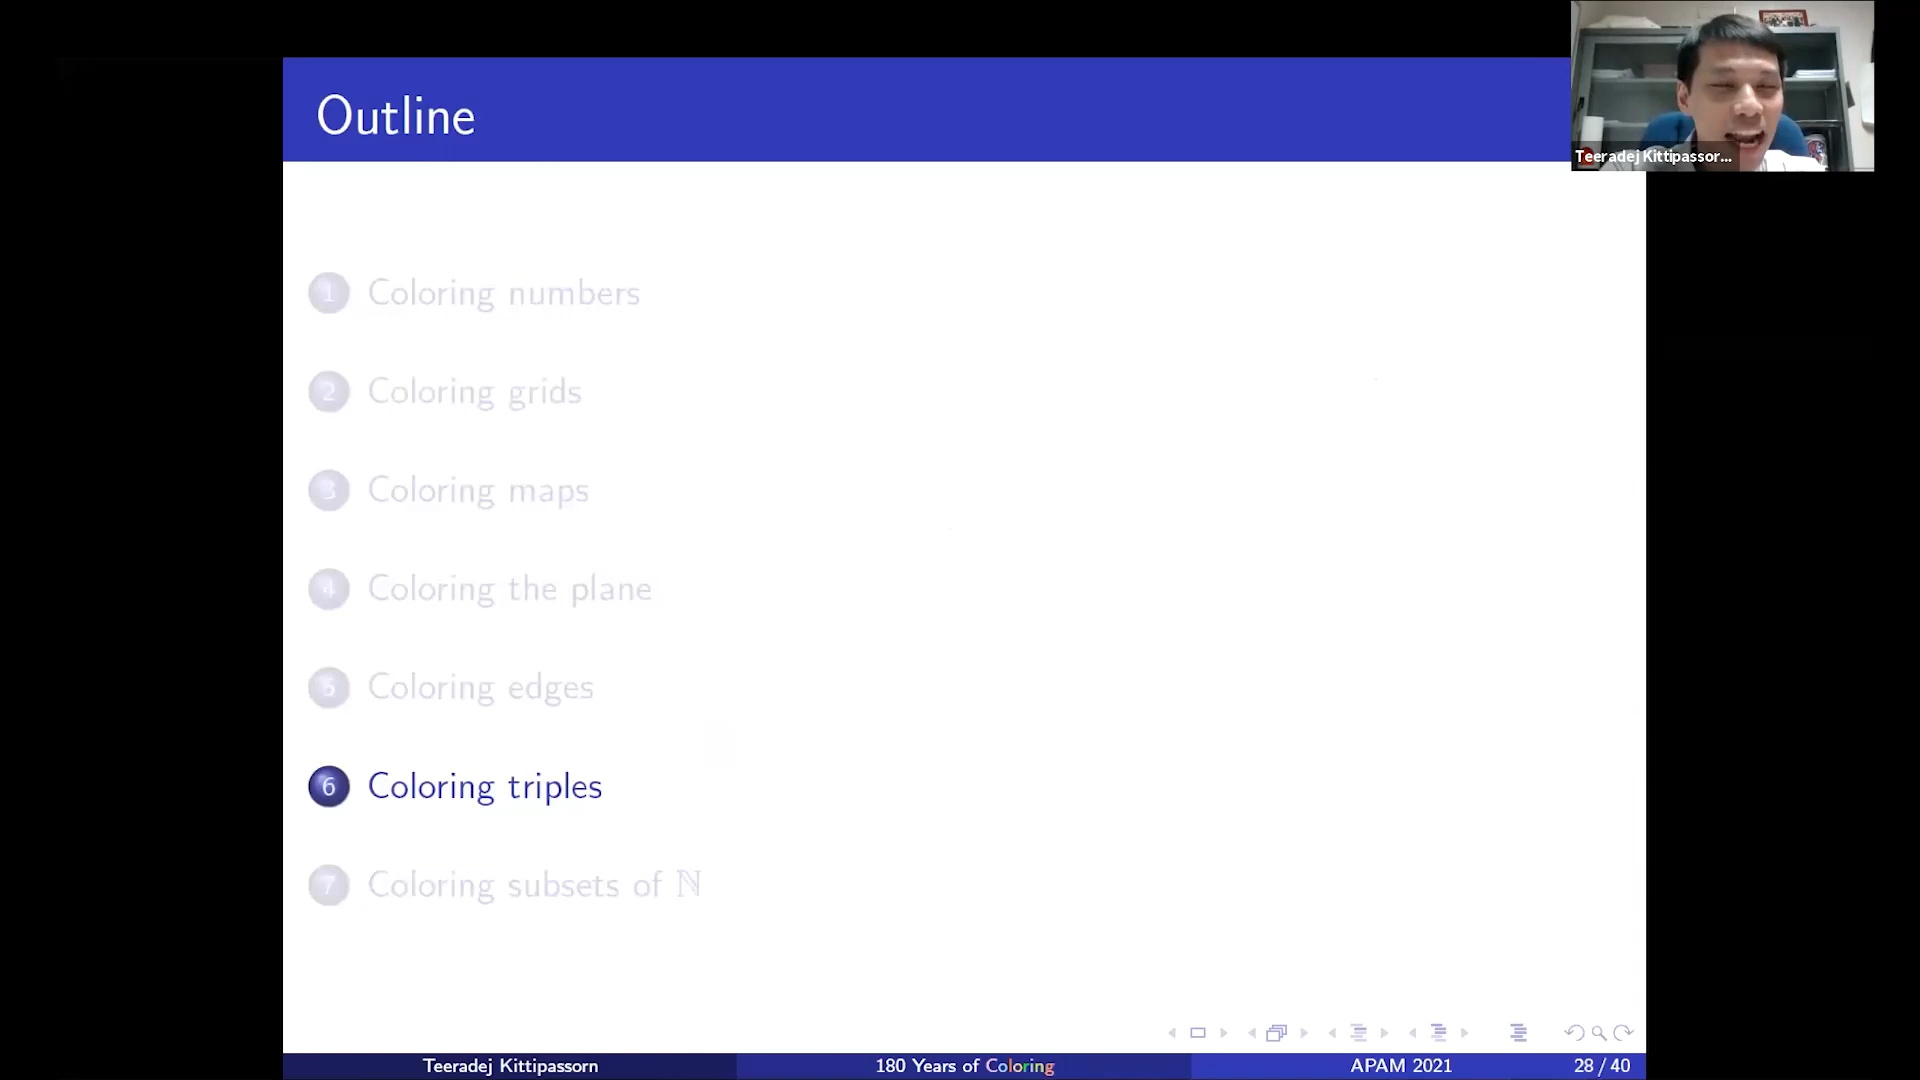 Outline
Teeradej Kittipassor...
1 Coloring numbers
2 Coloring grids
3 Coloring maps
4 Coloring the plane
5 Coloring edges
6 Coloring triples
7 Coloring subsets of ℕ
Teeradej Kittipassorn 180 Years of Coloring APAM 2021 28 / 40